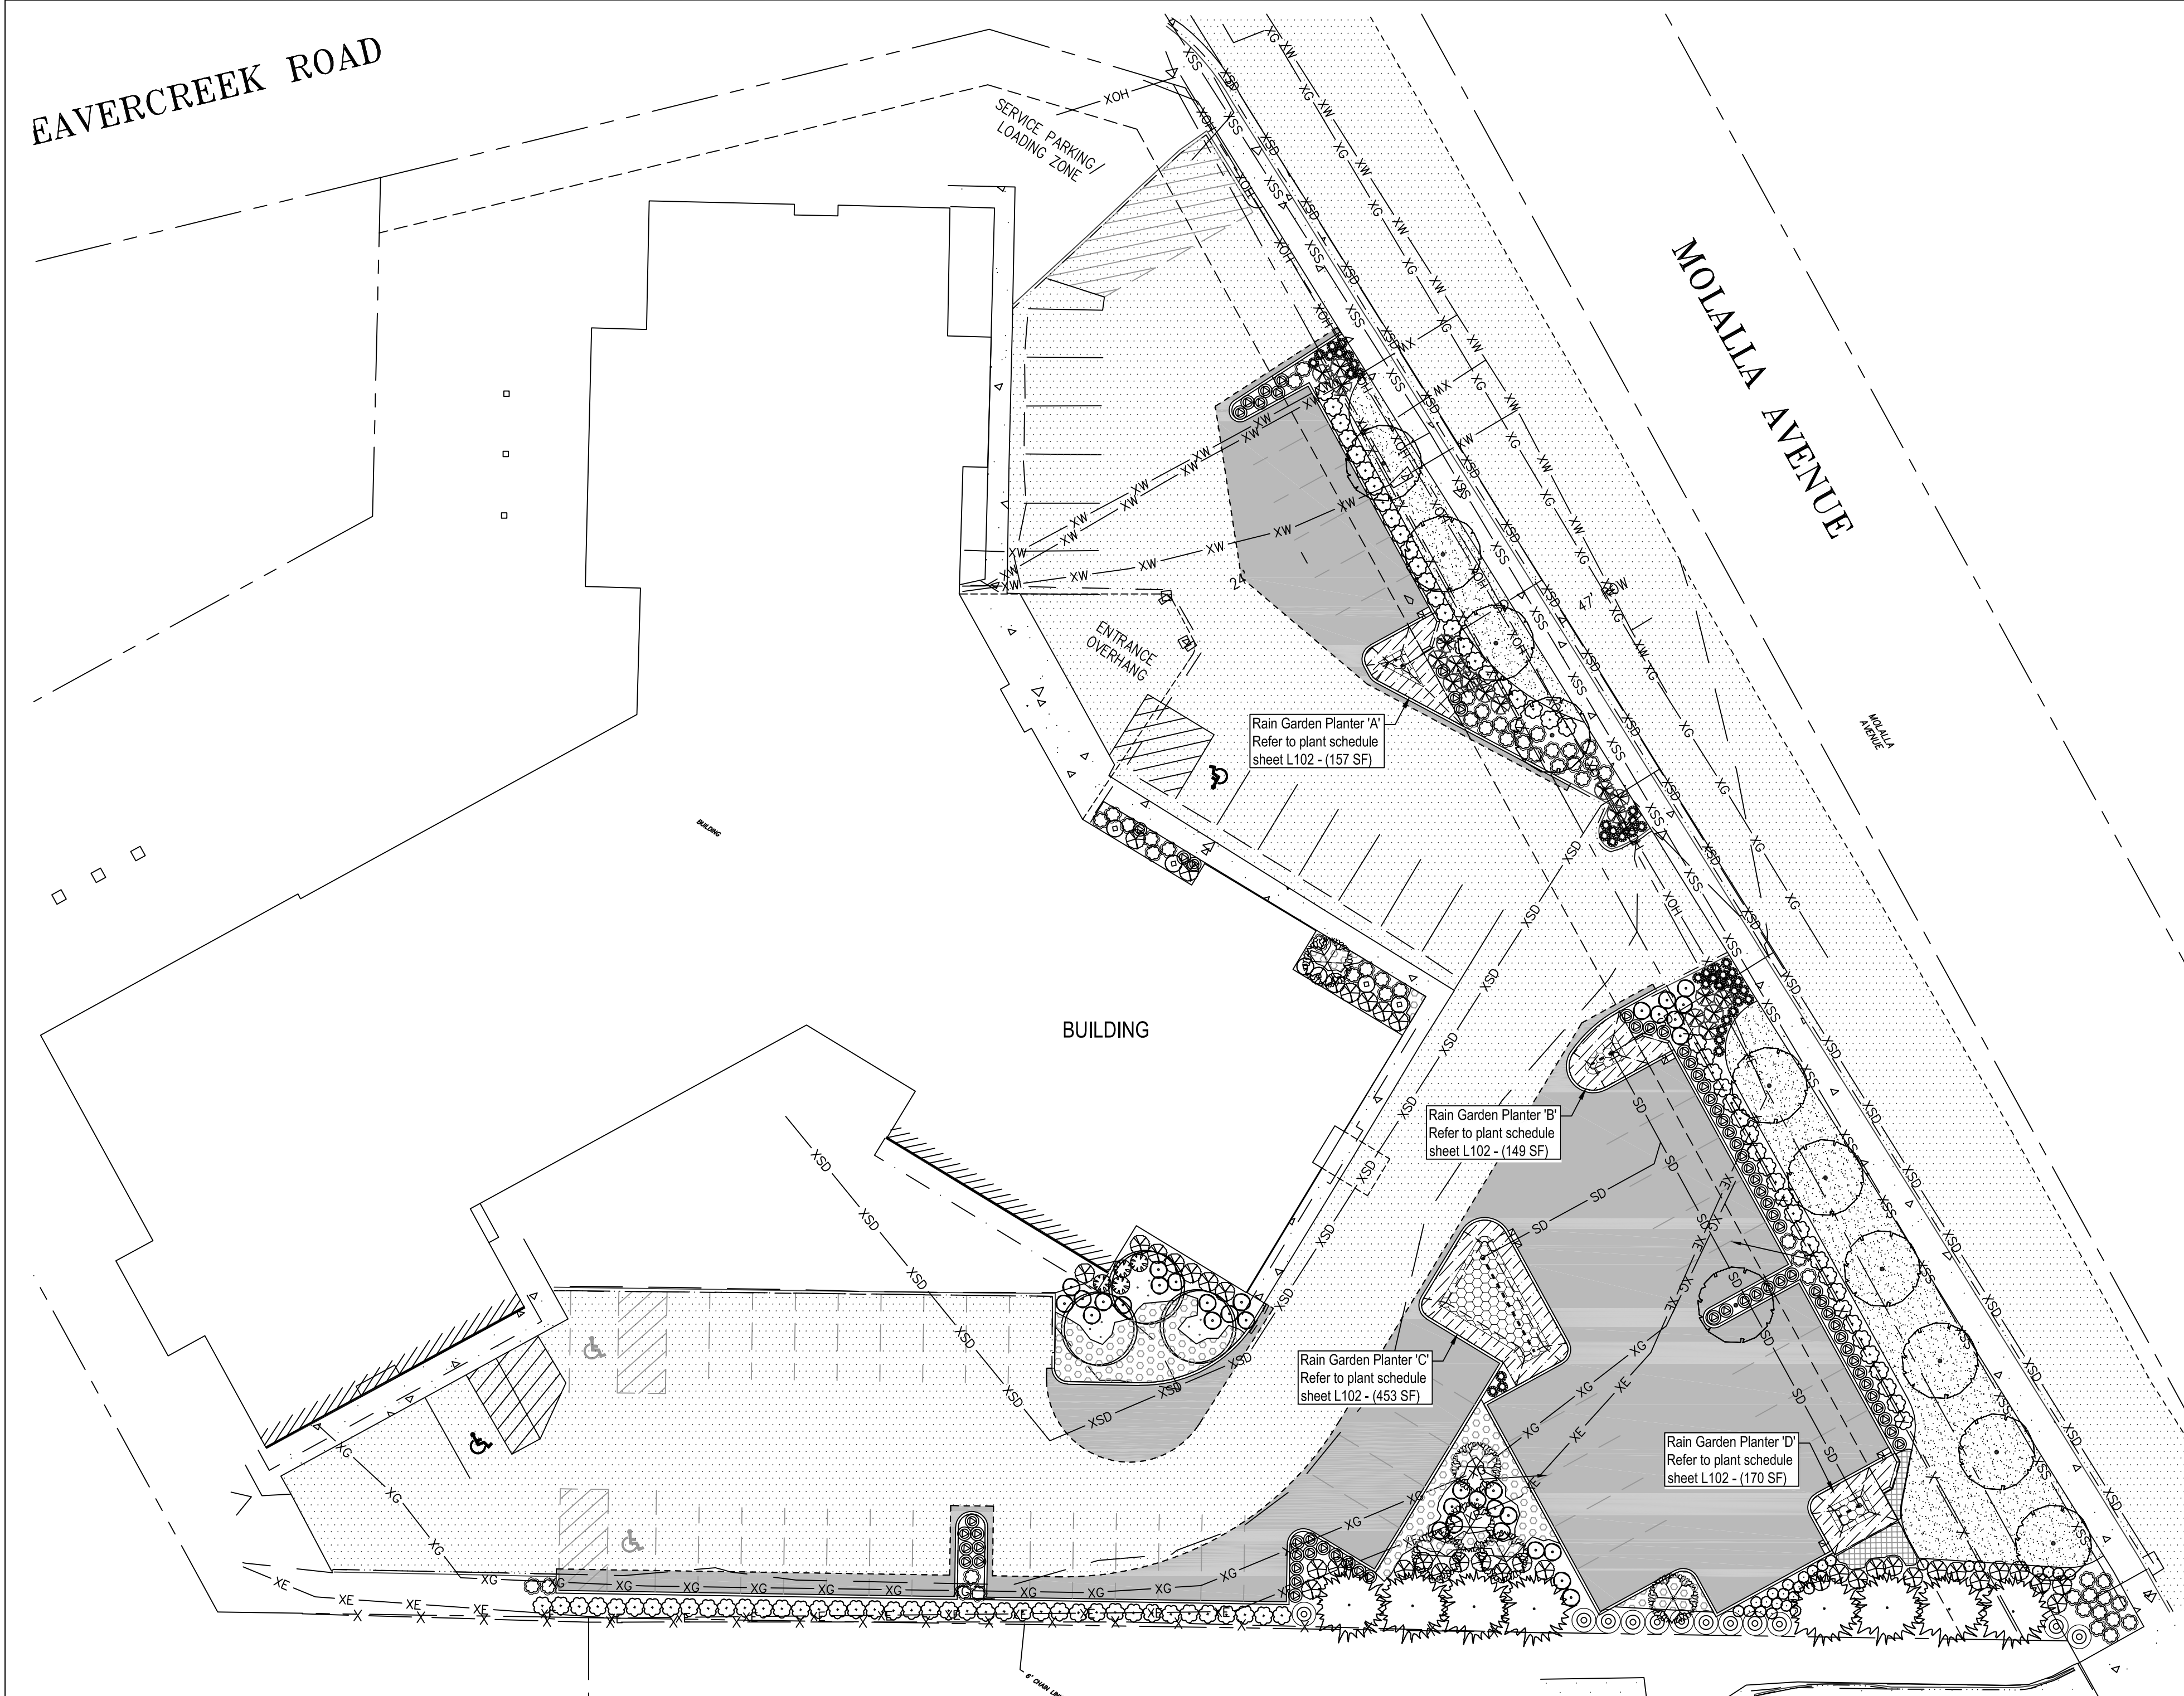 EAVERCREEK ROAD
SERVICE PARKING/
LOADING ZONE
MOLALLA AVENUE
ENTRANCE
OVERHANG
24'
47'
Rain Garden Planter 'A'
Refer to plant schedule
sheet L102 - (157 SF)
MOLALLA
AVENUE
BUILDING
BUILDING
Rain Garden Planter 'B'
Refer to plant schedule
sheet L102 - (149 SF)
Rain Garden Planter 'C'
Refer to plant schedule
sheet L102 - (453 SF)
Rain Garden Planter 'D'
Refer to plant schedule
sheet L102 - (170 SF)
XOH
XSS
XSD
XG
XW
SD
XE
X
6' CHAIN